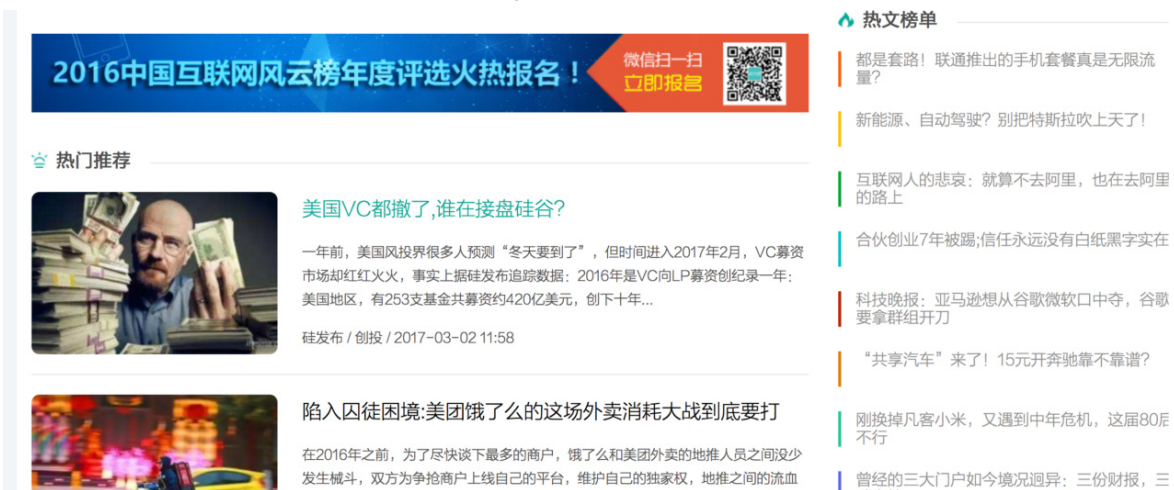 2016中国互联网风云榜年度评选火热报名！
微信扫一扫
立即报名
热门推荐
美国VC都撤了,谁在接盘硅谷?
一年前，美国风投界很多人预测“冬天要到了”，但时间进入2017年2月，VC募资
市场却红红火火，事实上据硅发布追踪数据：2016年是VC向LP募资创纪录一年：
美国地区，有253支基金共募资约420亿美元，创下十年...
硅发布 / 创投 / 2017-03-02 11:58
陷入囚徒困境:美团饿了么的这场外卖消耗大战到底要打
在2016年之前，为了尽快谈下最多的商户，饿了么和美团外卖的地推人员之间没少
发生械斗，双方为争抢商户上线自己的平台，维护自己的独家权，地推之间的流血
热文榜单
都是套路！联通推出的手机套餐真是无限流
量?
新能源、自动驾驶？别把特斯拉吹上天了！
互联网人的悲哀：就算不去阿里，也在去阿里
的路上
合伙创业7年被踢;信任永远没有白纸黑字实在
科技晚报：亚马逊想从谷歌微软口中夺，谷歌
要拿群组开刀
“共享汽车”来了！15元开奔驰靠不靠谱？
刚换掉凡客小米，又遇到中年危机，这届80后
不行
曾经的三大门户如今境况迥异：三份财报，三